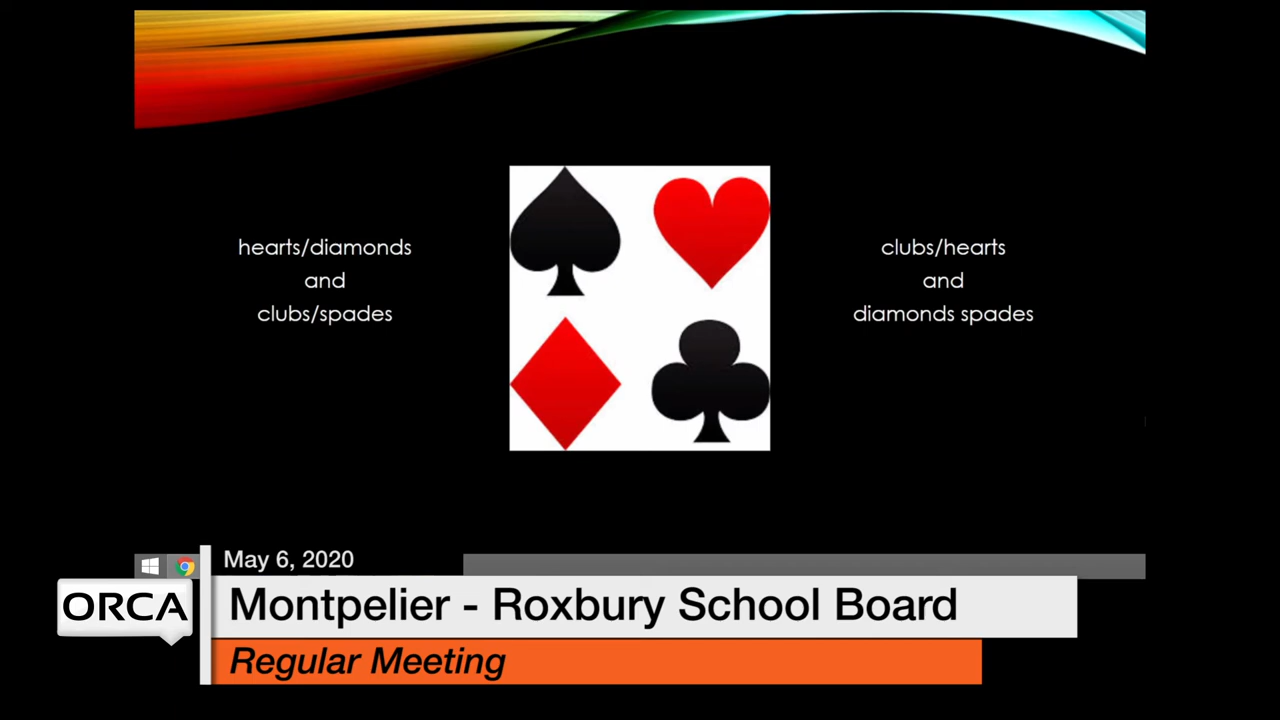 hearts/diamonds
and
clubs/spades
clubs/hearts
and
diamonds spades
May 6, 2020
ORCA
Montpelier - Roxbury School Board
Regular Meeting